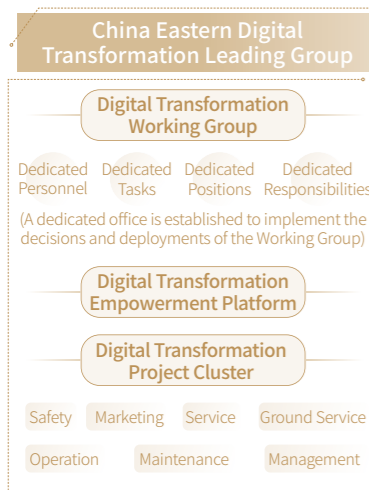 China Eastern Digital
Transformation Leading Group
Digital Transformation
Working Group
Dedicated Personnel
Dedicated Tasks
Dedicated Positions
Dedicated Responsibilities
(A dedicated office is established to implement the
decisions and deployments of the Working Group)
Digital Transformation
Empowerment Platform
Digital Transformation
Project Cluster
Safety Marketing Service Ground Service
Operation Maintenance Management